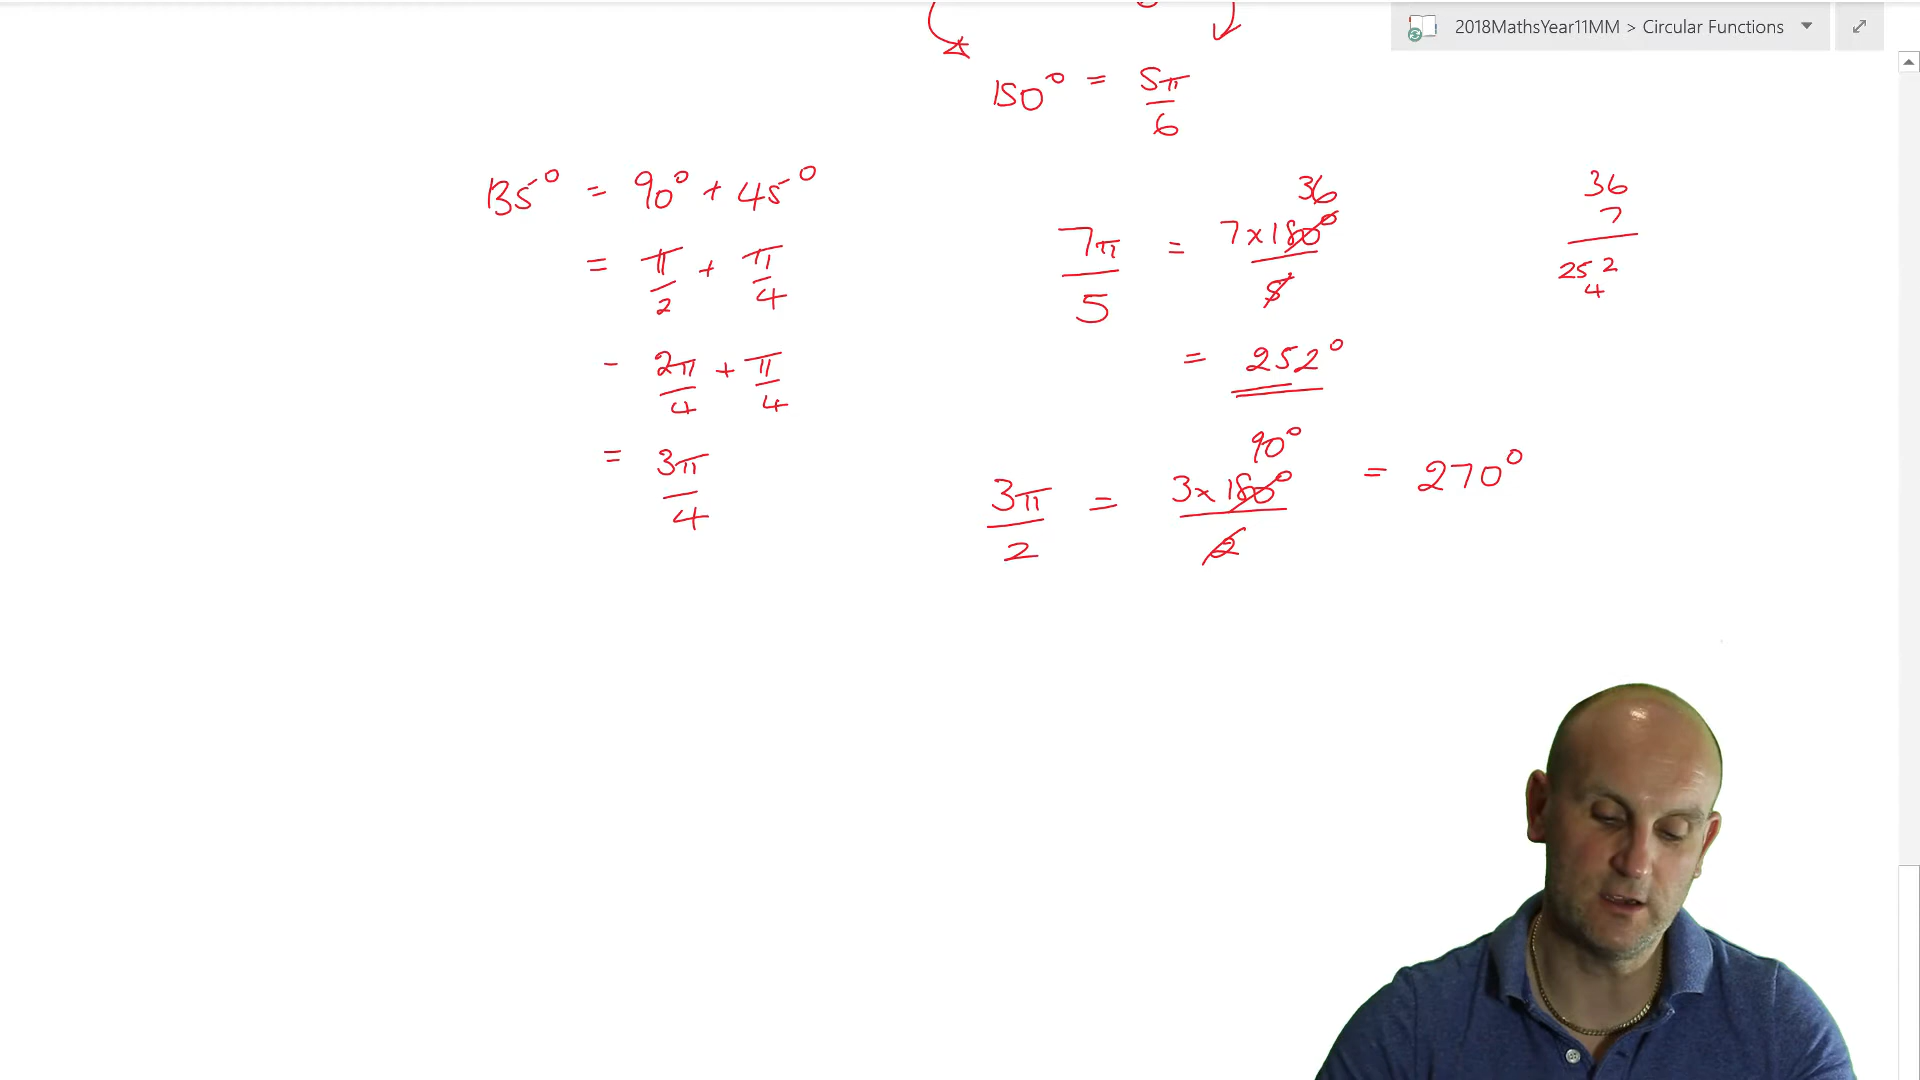 2018MathsYear11MM > Circular Functions
150° = 5π/6
135° = 90° + 45°
= π/2 + π/4
- 2π/4 + π/4
= 3π/4
7π/5 = 7×180°/5
36
= 252°
36
7
252
4
3π/2 = 3×180°/2 = 270°
90°